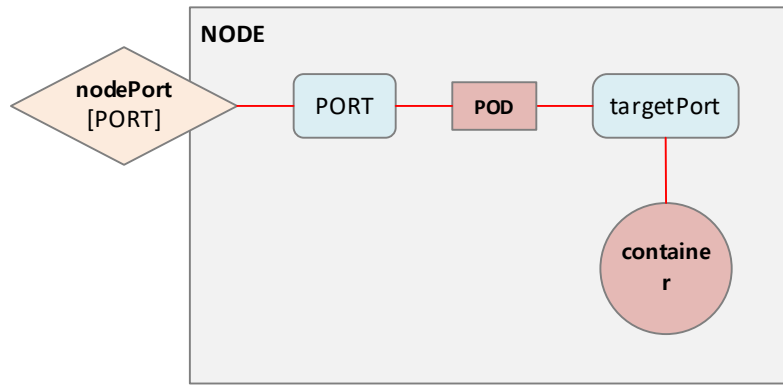 NODE
nodePort
[PORT]
PORT
POD
targetPort
containe
r